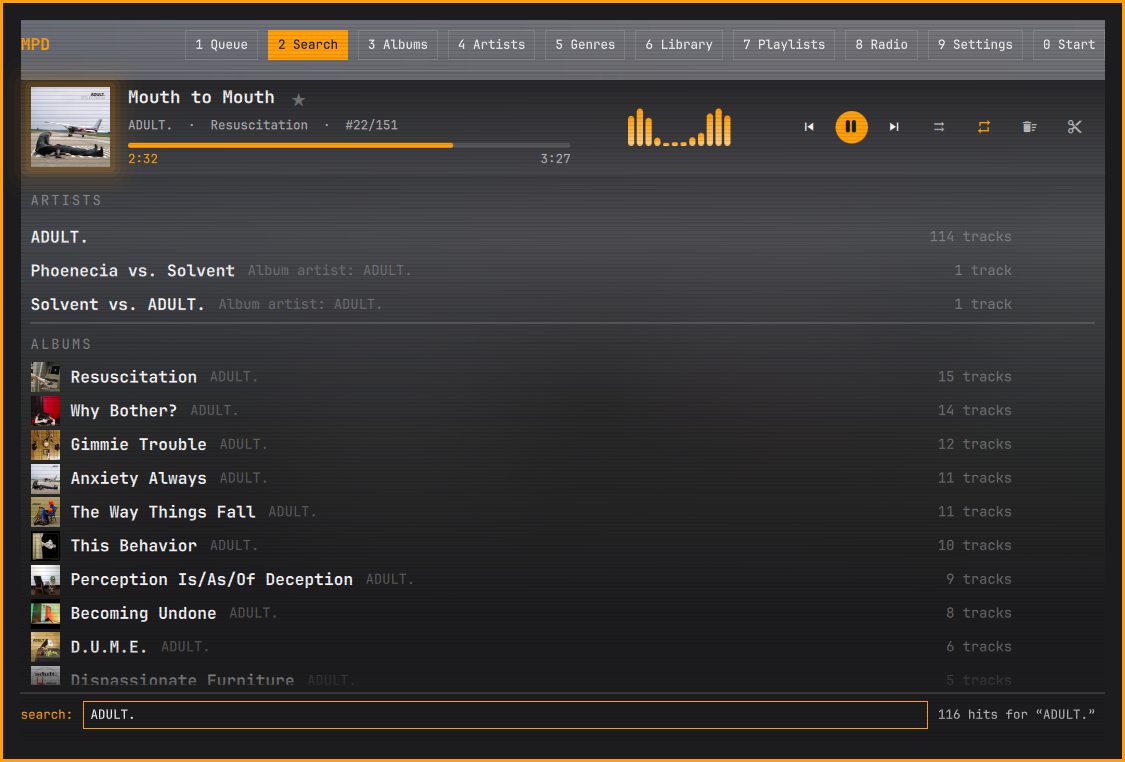 MPD 1 Queue 2 Search 3 Albums 4 Artists 5 Genres 6 Library 7 Playlists 8 Radio 9 Settings 0 Start
Mouth to Mouth ★
ADULT. · Resuscitation · #22/151
2:32 3:27
ARTISTS
ADULT. 114 tracks
Phoenecia vs. Solvent Album artist: ADULT. 1 track
Solvent vs. ADULT. Album artist: ADULT. 1 track
ALBUMS
Resuscitation ADULT. 15 tracks
Why Bother? ADULT. 14 tracks
Gimmie Trouble ADULT. 12 tracks
Anxiety Always ADULT. 11 tracks
The Way Things Fall ADULT. 11 tracks
This Behavior ADULT. 10 tracks
Perception Is/As/Of Deception ADULT. 9 tracks
Becoming Undone ADULT. 8 tracks
D.U.M.E. ADULT. 6 tracks
Dispassionate Furniture ADULT. 5 tracks
search: ADULT. 116 hits for “ADULT.”